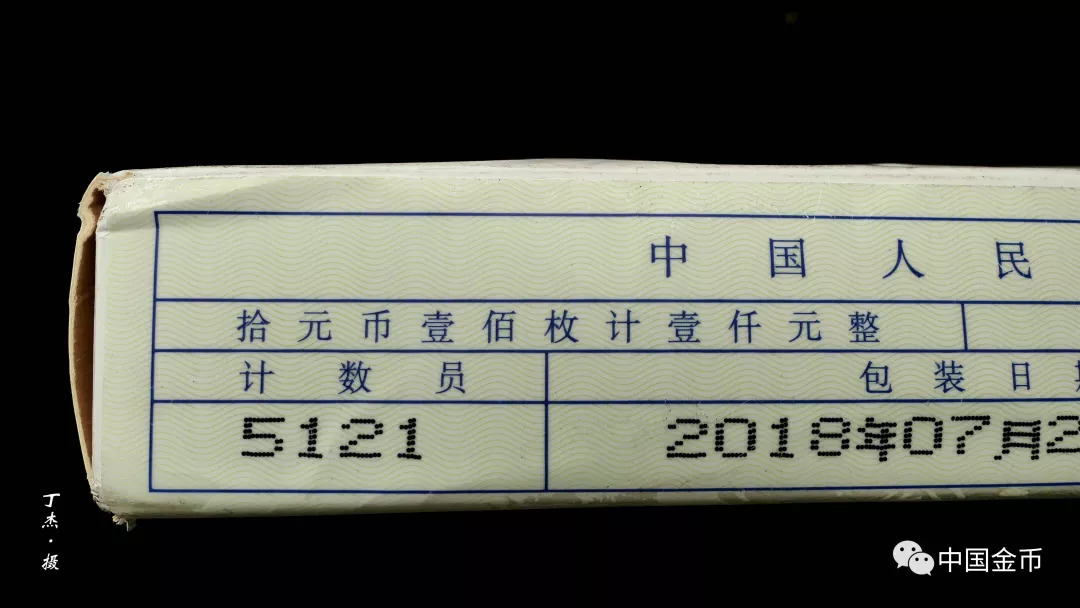 中国人民
拾元币壹佰枚计壹仟元整
计数员
包装日
5121
2018年07月2
丁杰·摄
中国金币